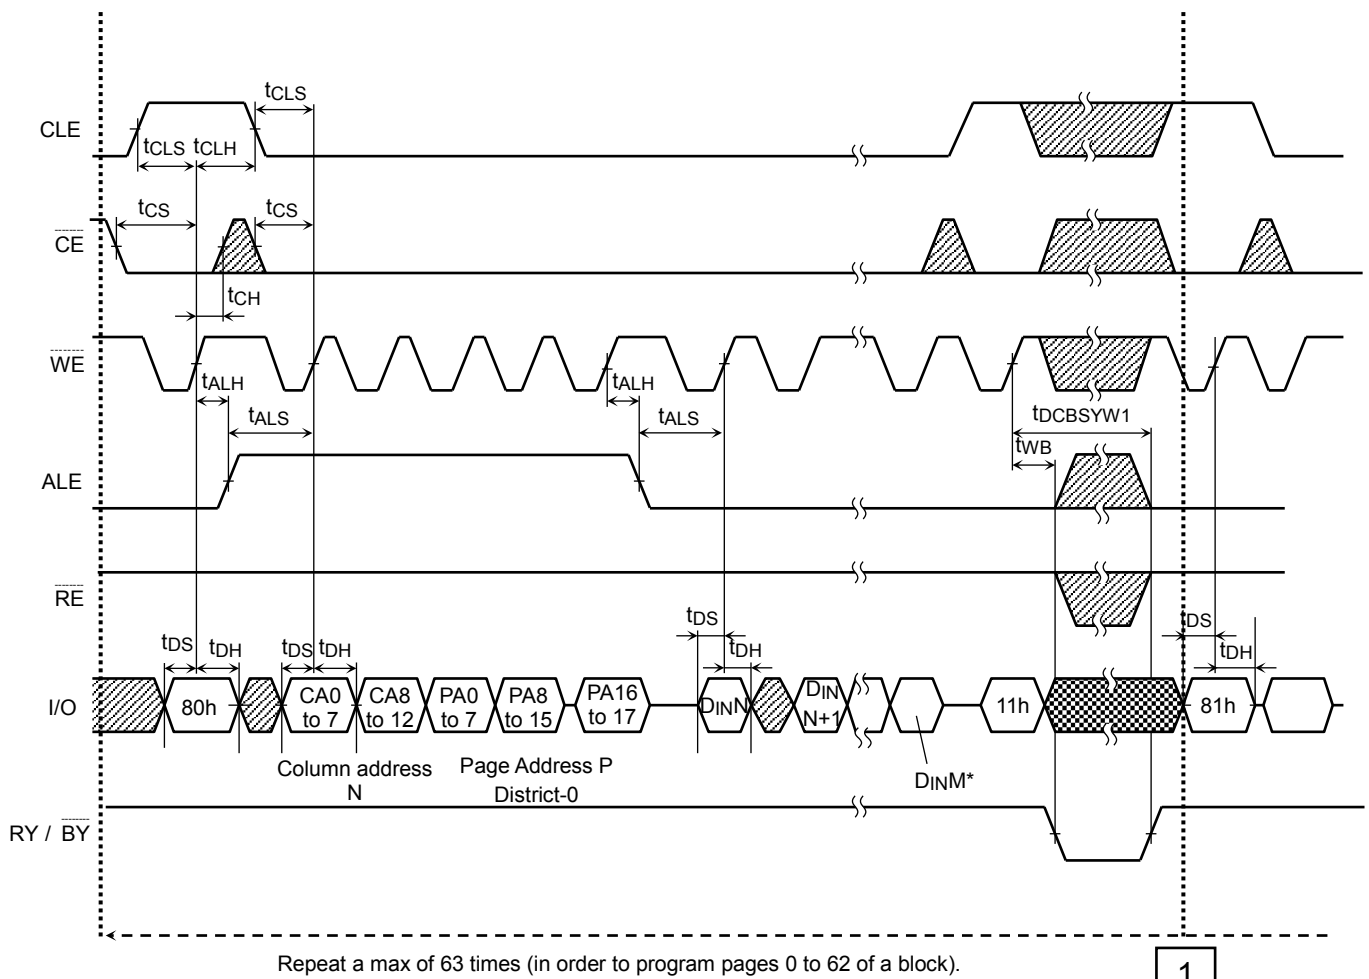 tCLS
CLE
tCLS tCLH
tCS tCS
CE
tCH
WE
tALH tALH
tALS tALS tDCBSYW1
tWB
ALE
RE
tDS tDH tDS tDH tDS tDH tDS tDH
I/O
80h
CA0 to 7
CA8 to 12
PA0 to 7
PA8 to 15
PA16 to 17
DINN
DIN N+1
11h
81h
Column address N
Page Address P District-0
DINM*
RY / BY
Repeat a max of 63 times (in order to program pages 0 to 62 of a block).
1